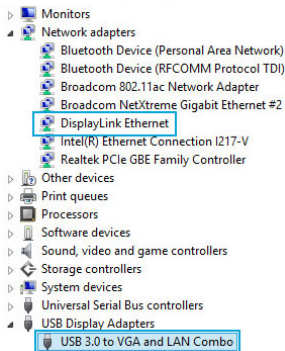 Monitors
Network adapters
Bluetooth Device (Personal Area Network)
Bluetooth Device (RFCOMM Protocol TDI)
Broadcom 802.11ac Network Adapter
Broadcom NetXtreme Gigabit Ethernet #2
DisplayLink Ethernet
Intel(R) Ethernet Connection I217-V
Realtek PCIe GBE Family Controller
Other devices
Print queues
Processors
Software devices
Sound, video and game controllers
Storage controllers
System devices
Universal Serial Bus controllers
USB Display Adapters
USB 3.0 to VGA and LAN Combo